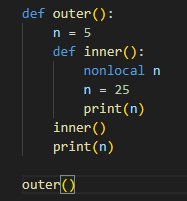 def outer():
    n = 5
    def inner():
        nonlocal n
        n = 25
        print(n)
    inner()
    print(n)

outer()